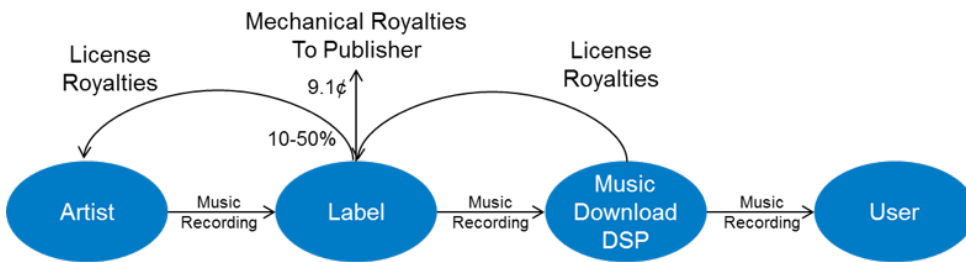 Mechanical Royalties
To Publisher
License
Royalties
License
Royalties
9.1¢
10-50%
Artist
Music
Recording
Label
Music
Recording
Music
Download
DSP
Music
Recording
User